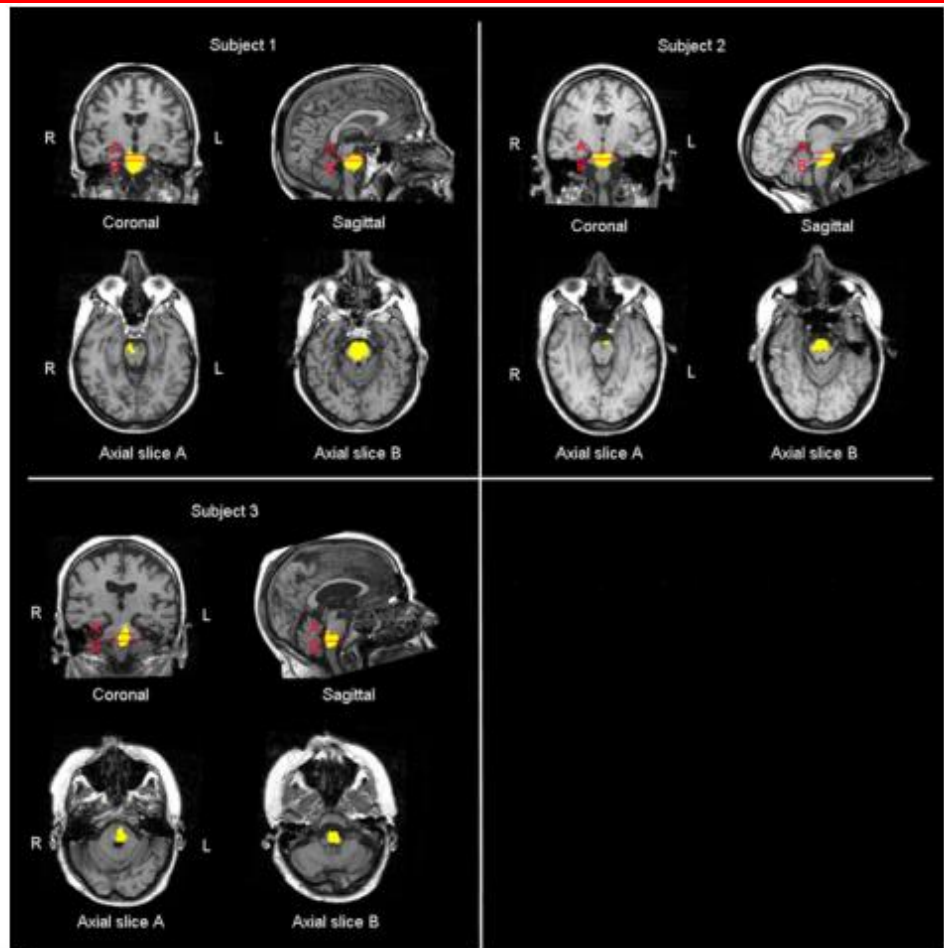 Subject 1
R
L
A
B
Coronal
Sagittal
R
L
Axial slice A
Axial slice B
Subject 2
R
L
A
B
A
B
Coronal
Sagittal
R
L
Axial slice A
Axial slice B
Subject 3
R
L
A
B
A
B
Coronal
Sagittal
R
L
Axial slice A
Axial slice B